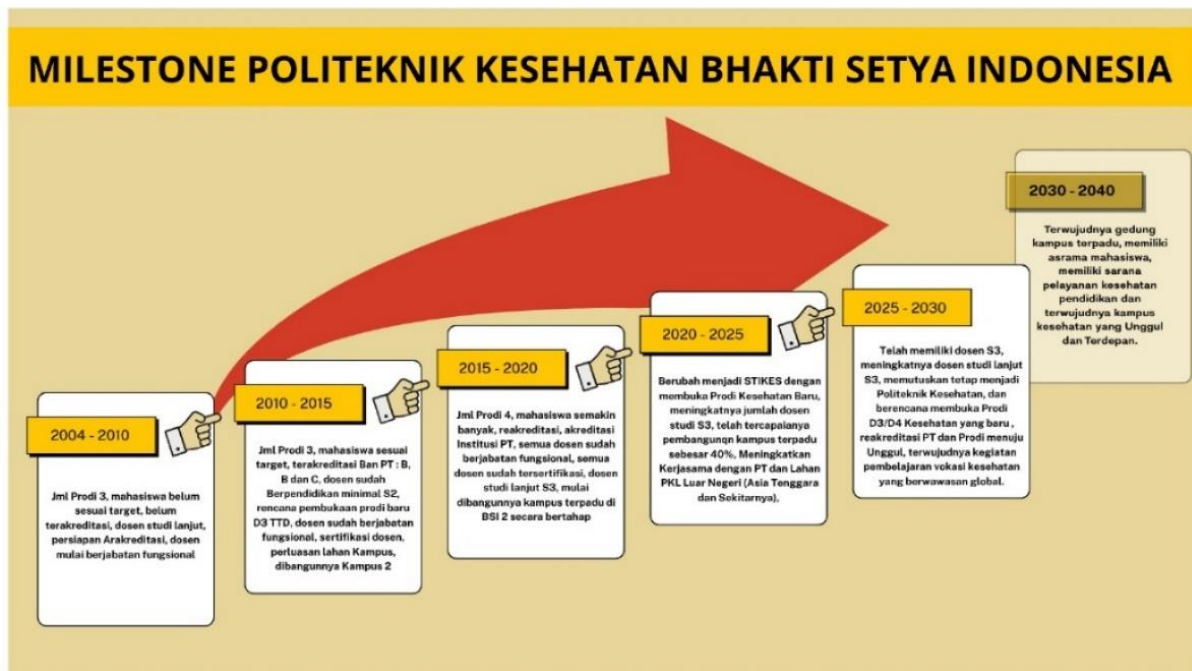 MILESTONE POLITEKNIK KESEHATAN BHAKTI SETYA INDONESIA
2004 - 2010
Jml Prodi 3, mahasiswa belum
sesuai target, belum
terakreditasi, dosen studi lanjut,
persiapan Arakreditasi, dosen
mulai berjabatan fungsional
2010 - 2015
Jml Prodi 3, mahasiswa sesuai
target, terakreditasi Ban PT : B,
B dan C, dosen sudah
Berpendidikan minimal S2,
rencana pembukaan prodi baru
D3 TTD, dosen sudah berjabatan
fungsional, sertifikasi dosen,
perluasan lahan Kampus,
dibangunnya Kampus 2
2015 - 2020
Jml Prodi 4, mahasiswa semakin
banyak, reakreditasi, akreditasi
Institusi PT, semua dosen sudah
berjabatan fungsional, semua
dosen sudah tersertifikasi, dosen
studi lanjut S3, mulai
dibangunnya kampus terpadu di
BSI 2 secara bertahap
2020 - 2025
Berubah menjadi STIKES dengan
membuka Prodi Kesehatan Baru,
meningkatnya jumlah dosen
studi S3, telah tercapaianya
pembangunqn kampus terpadu
sebesar 40%, Meningkatkan
Kerjasama dengan PT dan Lahan
PKL Luar Negeri (Asia Tenggara
dan Sekitarnya),
2025 - 2030
Telah memiliki dosen S3,
meningkatnya dosen studi lanjut
S3, memutuskan tetap menjadi
Politeknik Kesehatan, dan
berencana membuka Prodi
D3/D4 Kesehatan yang baru ,
reakreditasi PT dan Prodi menuju
Unggul, terwujudnya kegiatan
pembelajaran vokasi kesehatan
yang berwawasan global.
2030 - 2040
Terwujudnya gedung
kampus torpadu, memiliki
asrama mahasiswa,
memiliki sarana
pelayanan kesehatan
pendidikan dan
terwujudnya kampus
kesehatan yang Unggul
dan Terdepan.